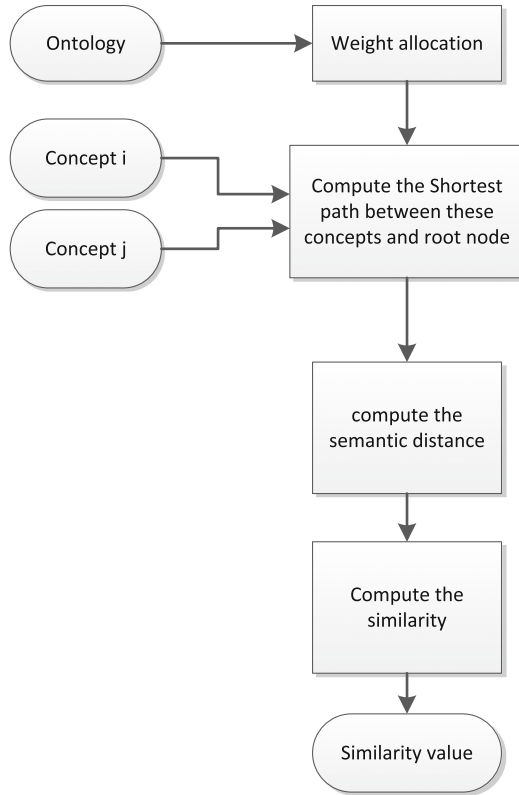 Ontology
Weight allocation
Concept i
Concept j
Compute the Shortest
path between these
concepts and root node
compute the
semantic distance
Compute the
similarity
Similarity value